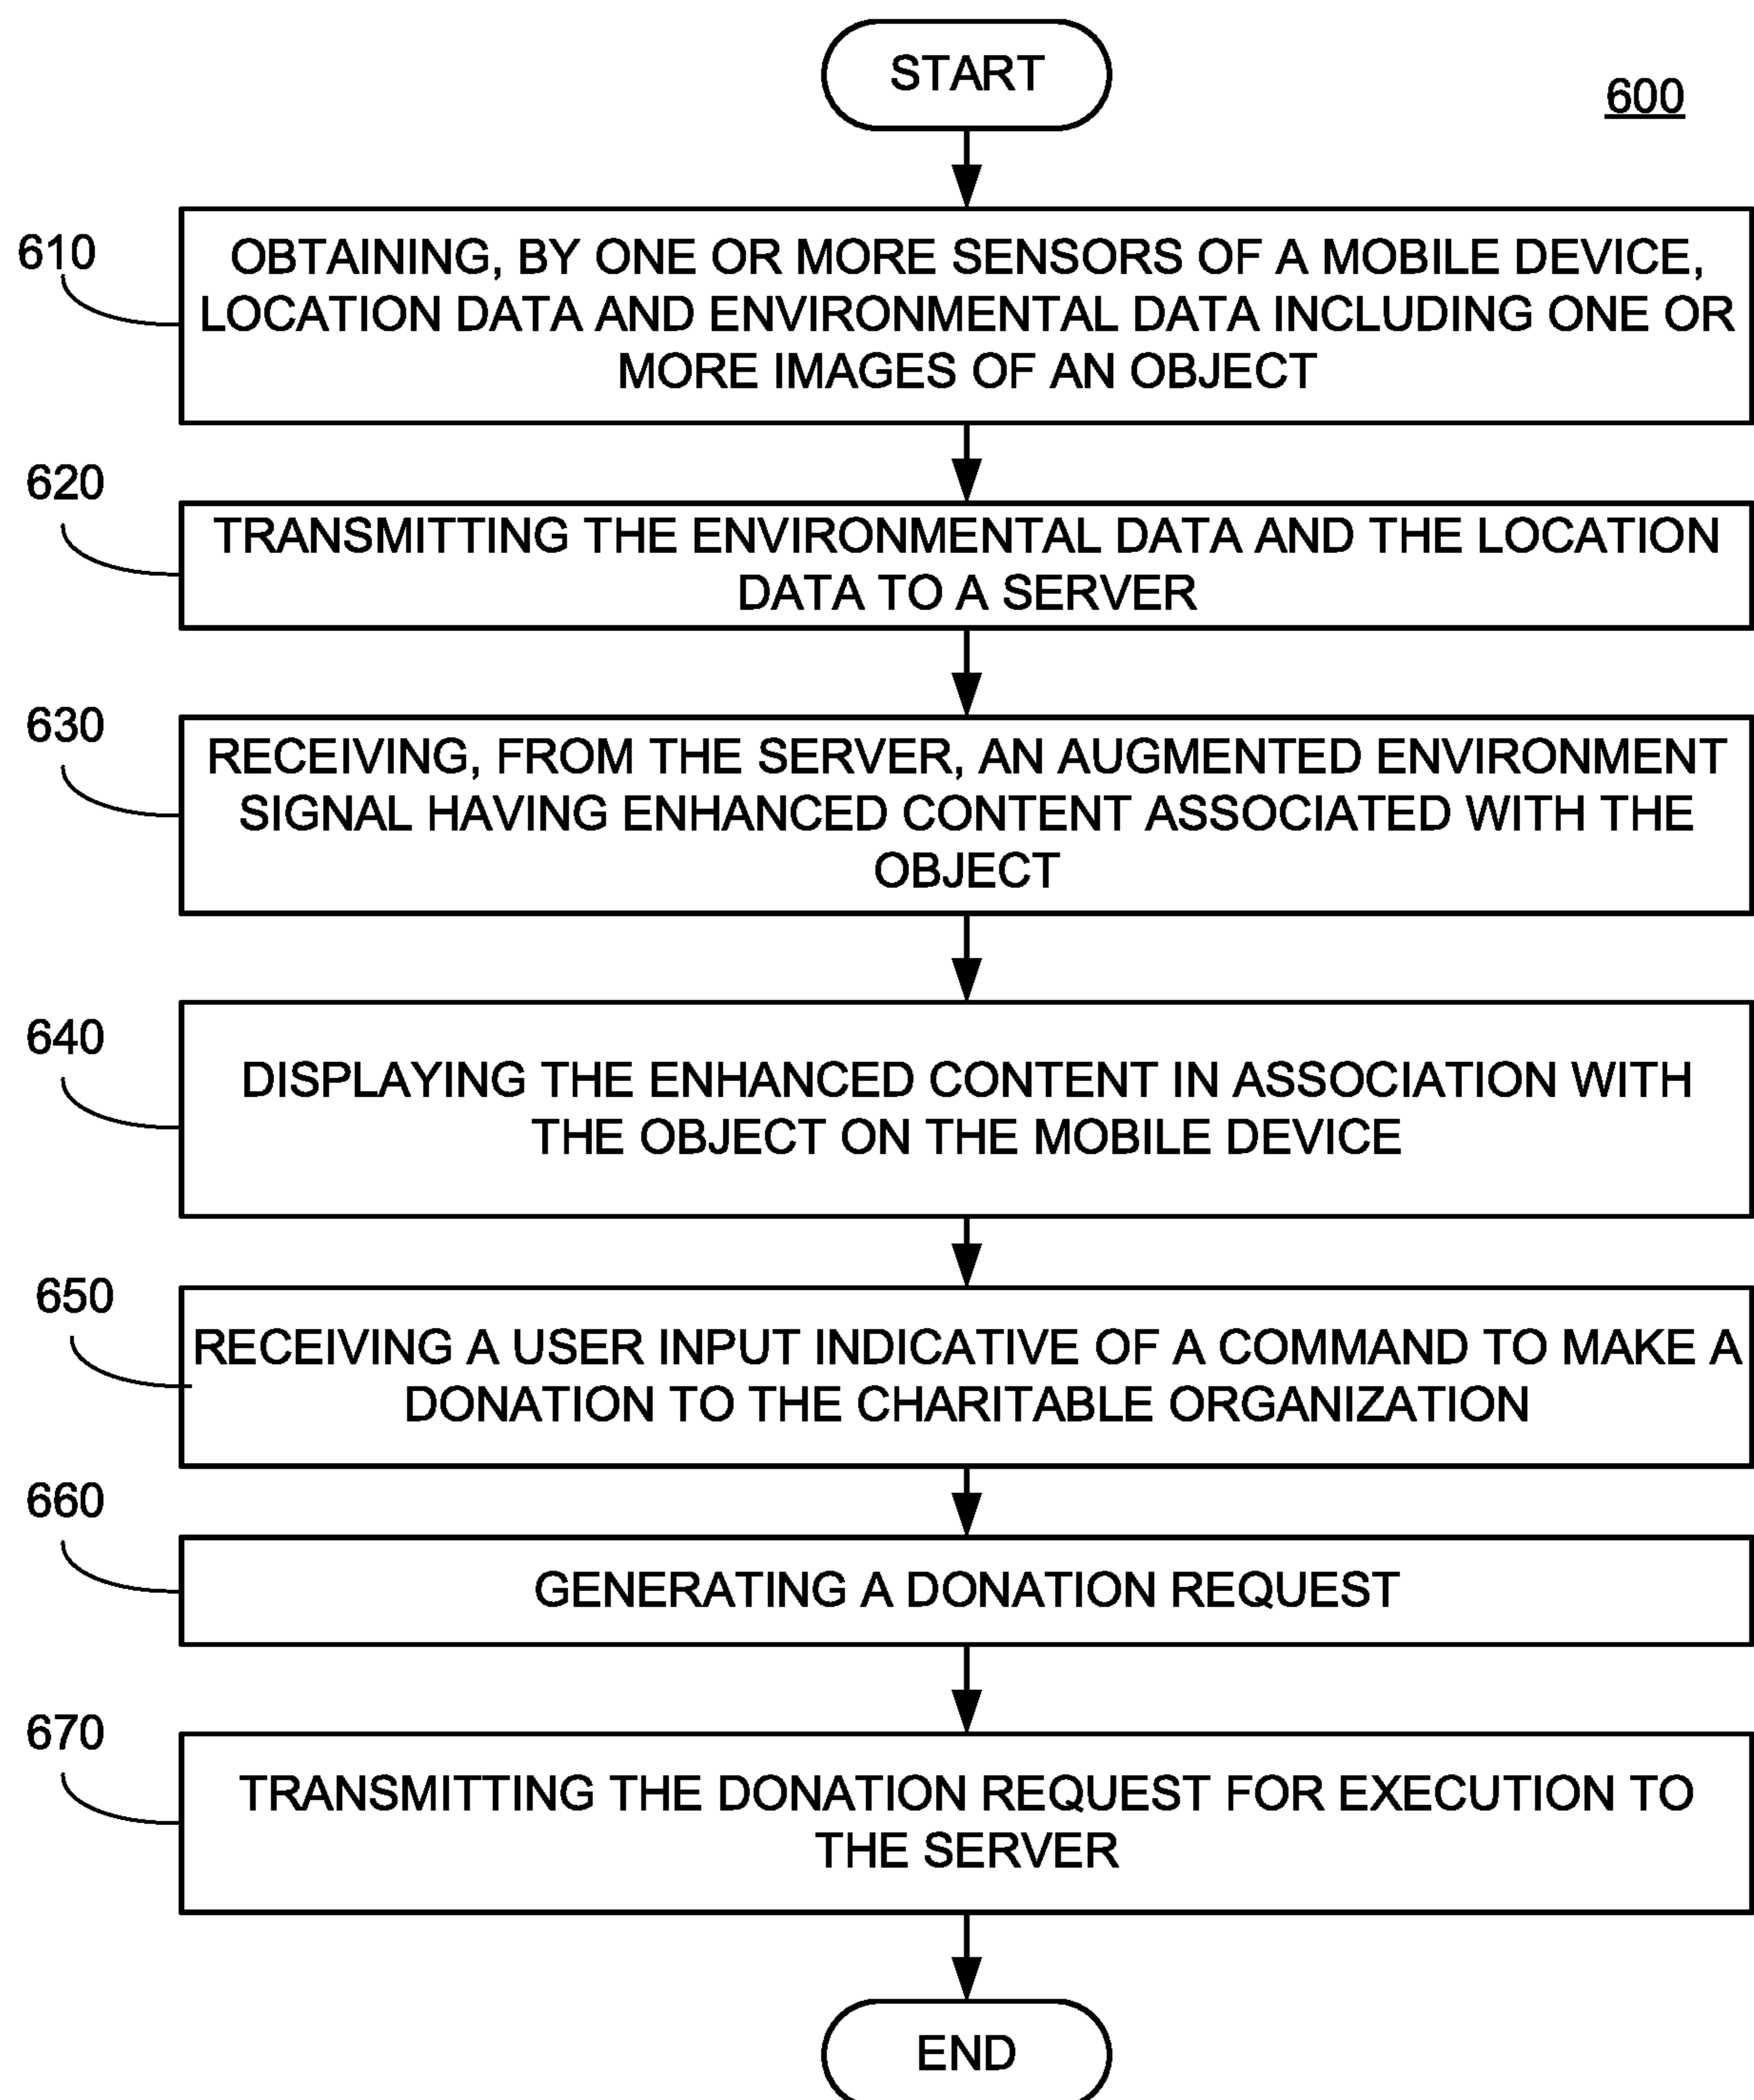 START
600
610
OBTAINING, BY ONE OR MORE SENSORS OF A MOBILE DEVICE,
LOCATION DATA AND ENVIRONMENTAL DATA INCLUDING ONE OR
MORE IMAGES OF AN OBJECT
620
TRANSMITTING THE ENVIRONMENTAL DATA AND THE LOCATION
DATA TO A SERVER
630
RECEIVING, FROM THE SERVER, AN AUGMENTED ENVIRONMENT
SIGNAL HAVING ENHANCED CONTENT ASSOCIATED WITH THE
OBJECT
640
DISPLAYING THE ENHANCED CONTENT IN ASSOCIATION WITH
THE OBJECT ON THE MOBILE DEVICE
650
RECEIVING A USER INPUT INDICATIVE OF A COMMAND TO MAKE A
DONATION TO THE CHARITABLE ORGANIZATION
660
GENERATING A DONATION REQUEST
670
TRANSMITTING THE DONATION REQUEST FOR EXECUTION TO
THE SERVER
END